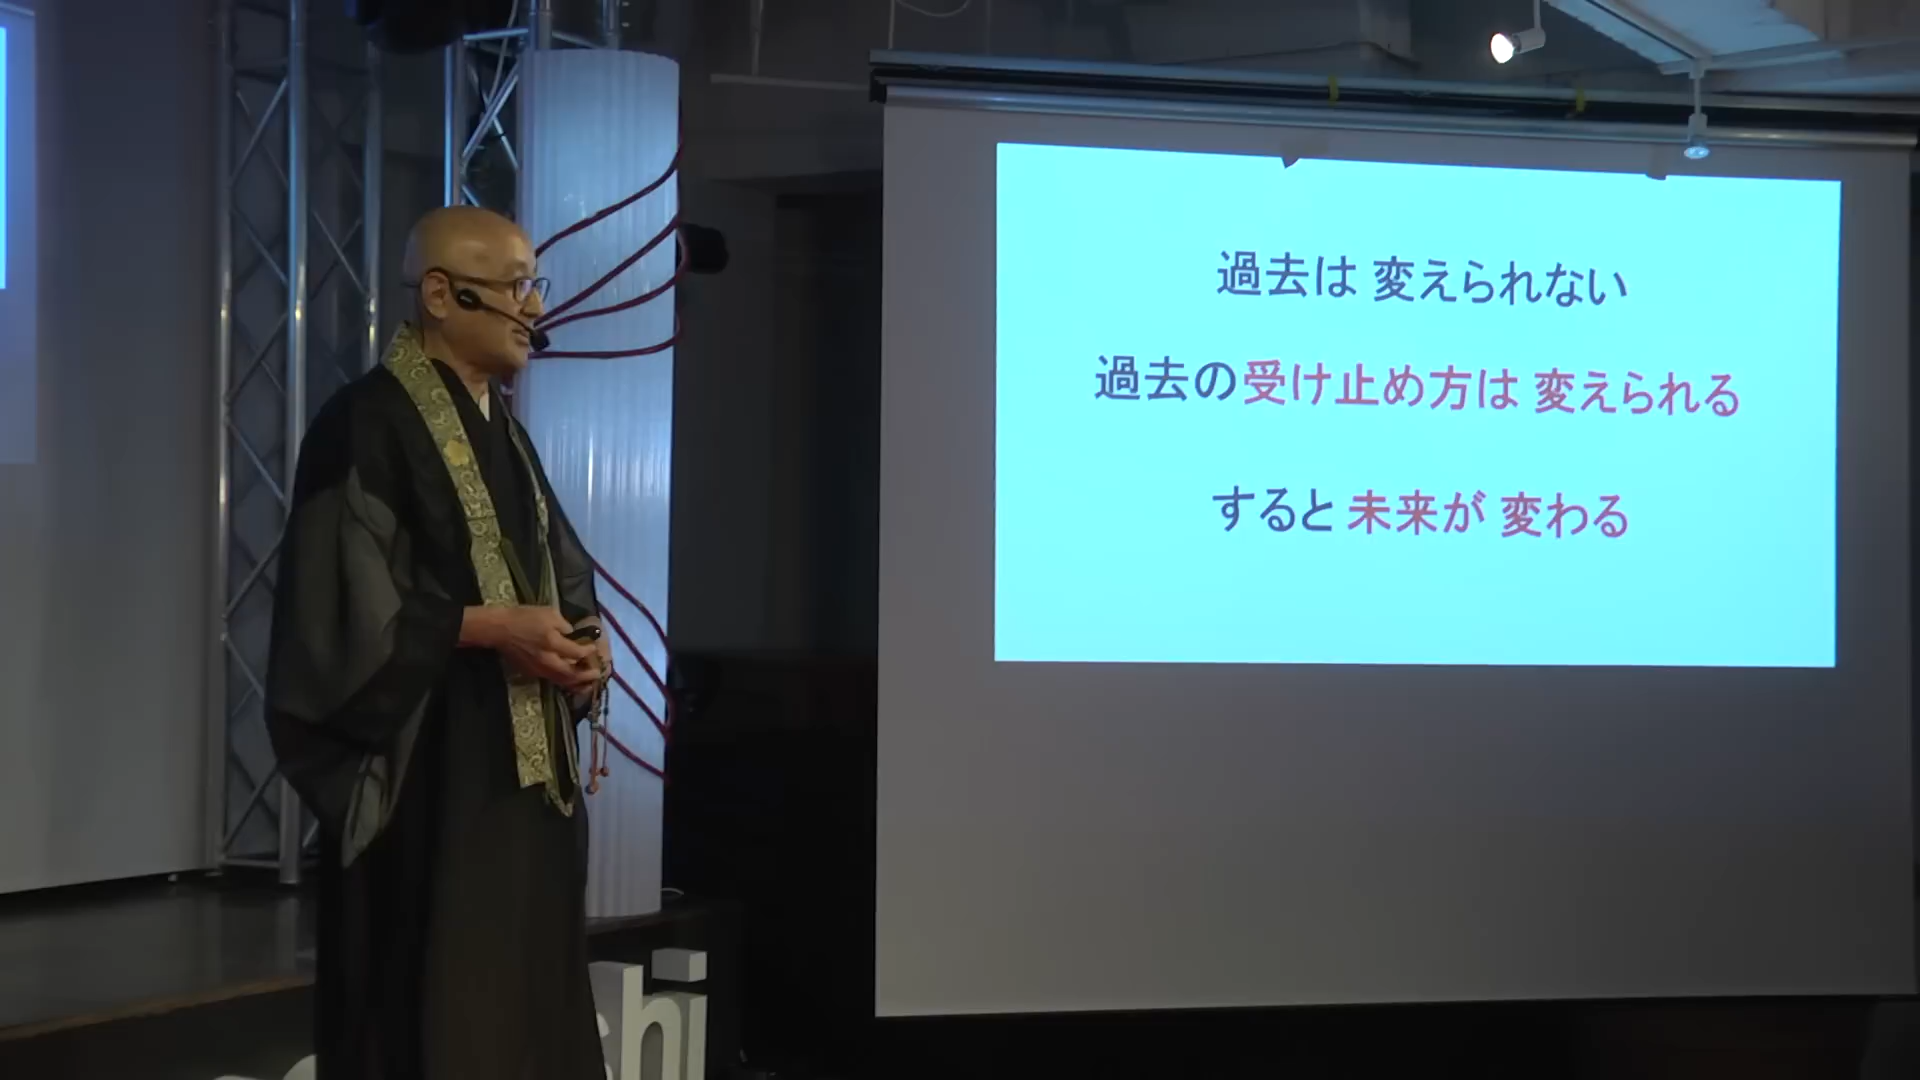 過去は 変えられない
過去の受け止め方は 変えられる
すると 未来が 変わる
shi